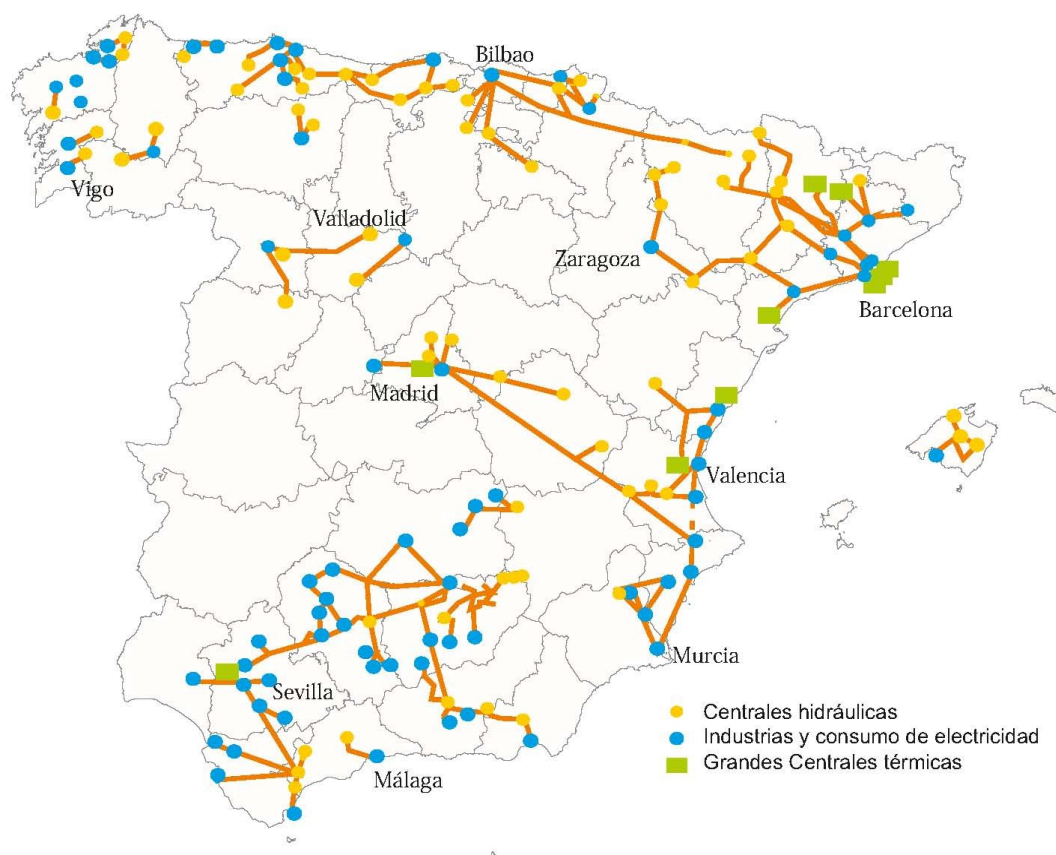 Bilbao
Vigo
Valladolid
Zaragoza
Barcelona
Madrid
Valencia
Murcia
Sevilla
Málaga
Centrales hidráulicas
Industrias y consumo de electricidad
Grandes Centrales térmicas